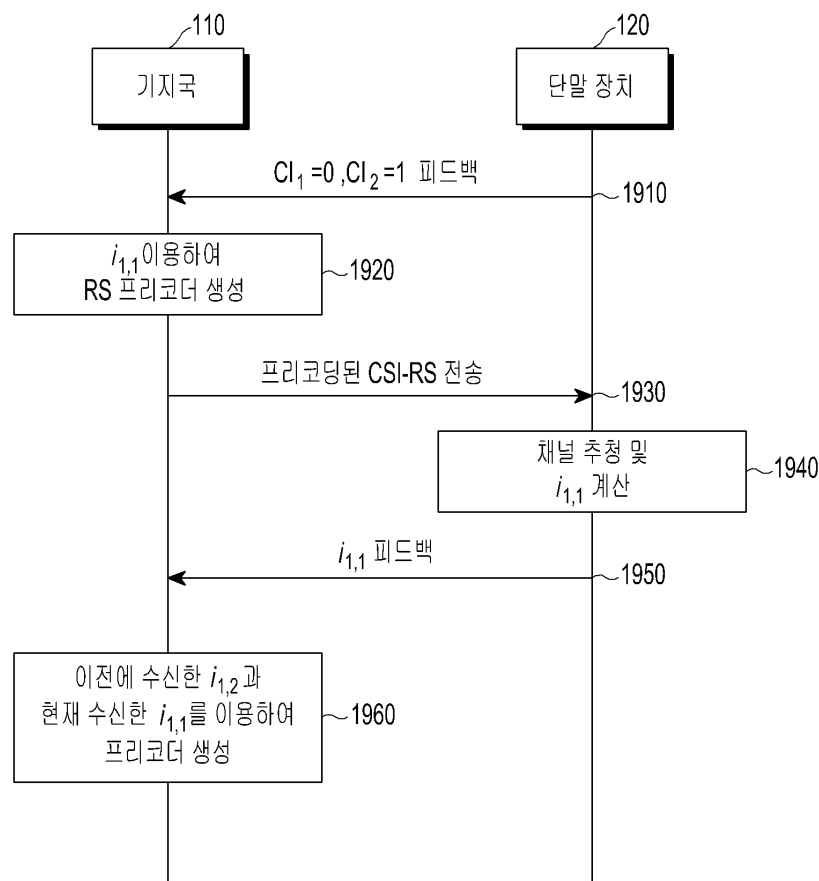 110
120
기지국
단말 장치
CI1 =0 ,CI2 =1 피드백
1910
i1,1 이용하여
RS 프리코더 생성
1920
프리코딩된 CSI-RS 전송
1930
채널 추청 및
i1,1 계산
1940
i1,1 피드백
1950
이전에 수신한 i1,2 과
현재 수신한 i1,1를 이용하여
프리코더 생성
1960